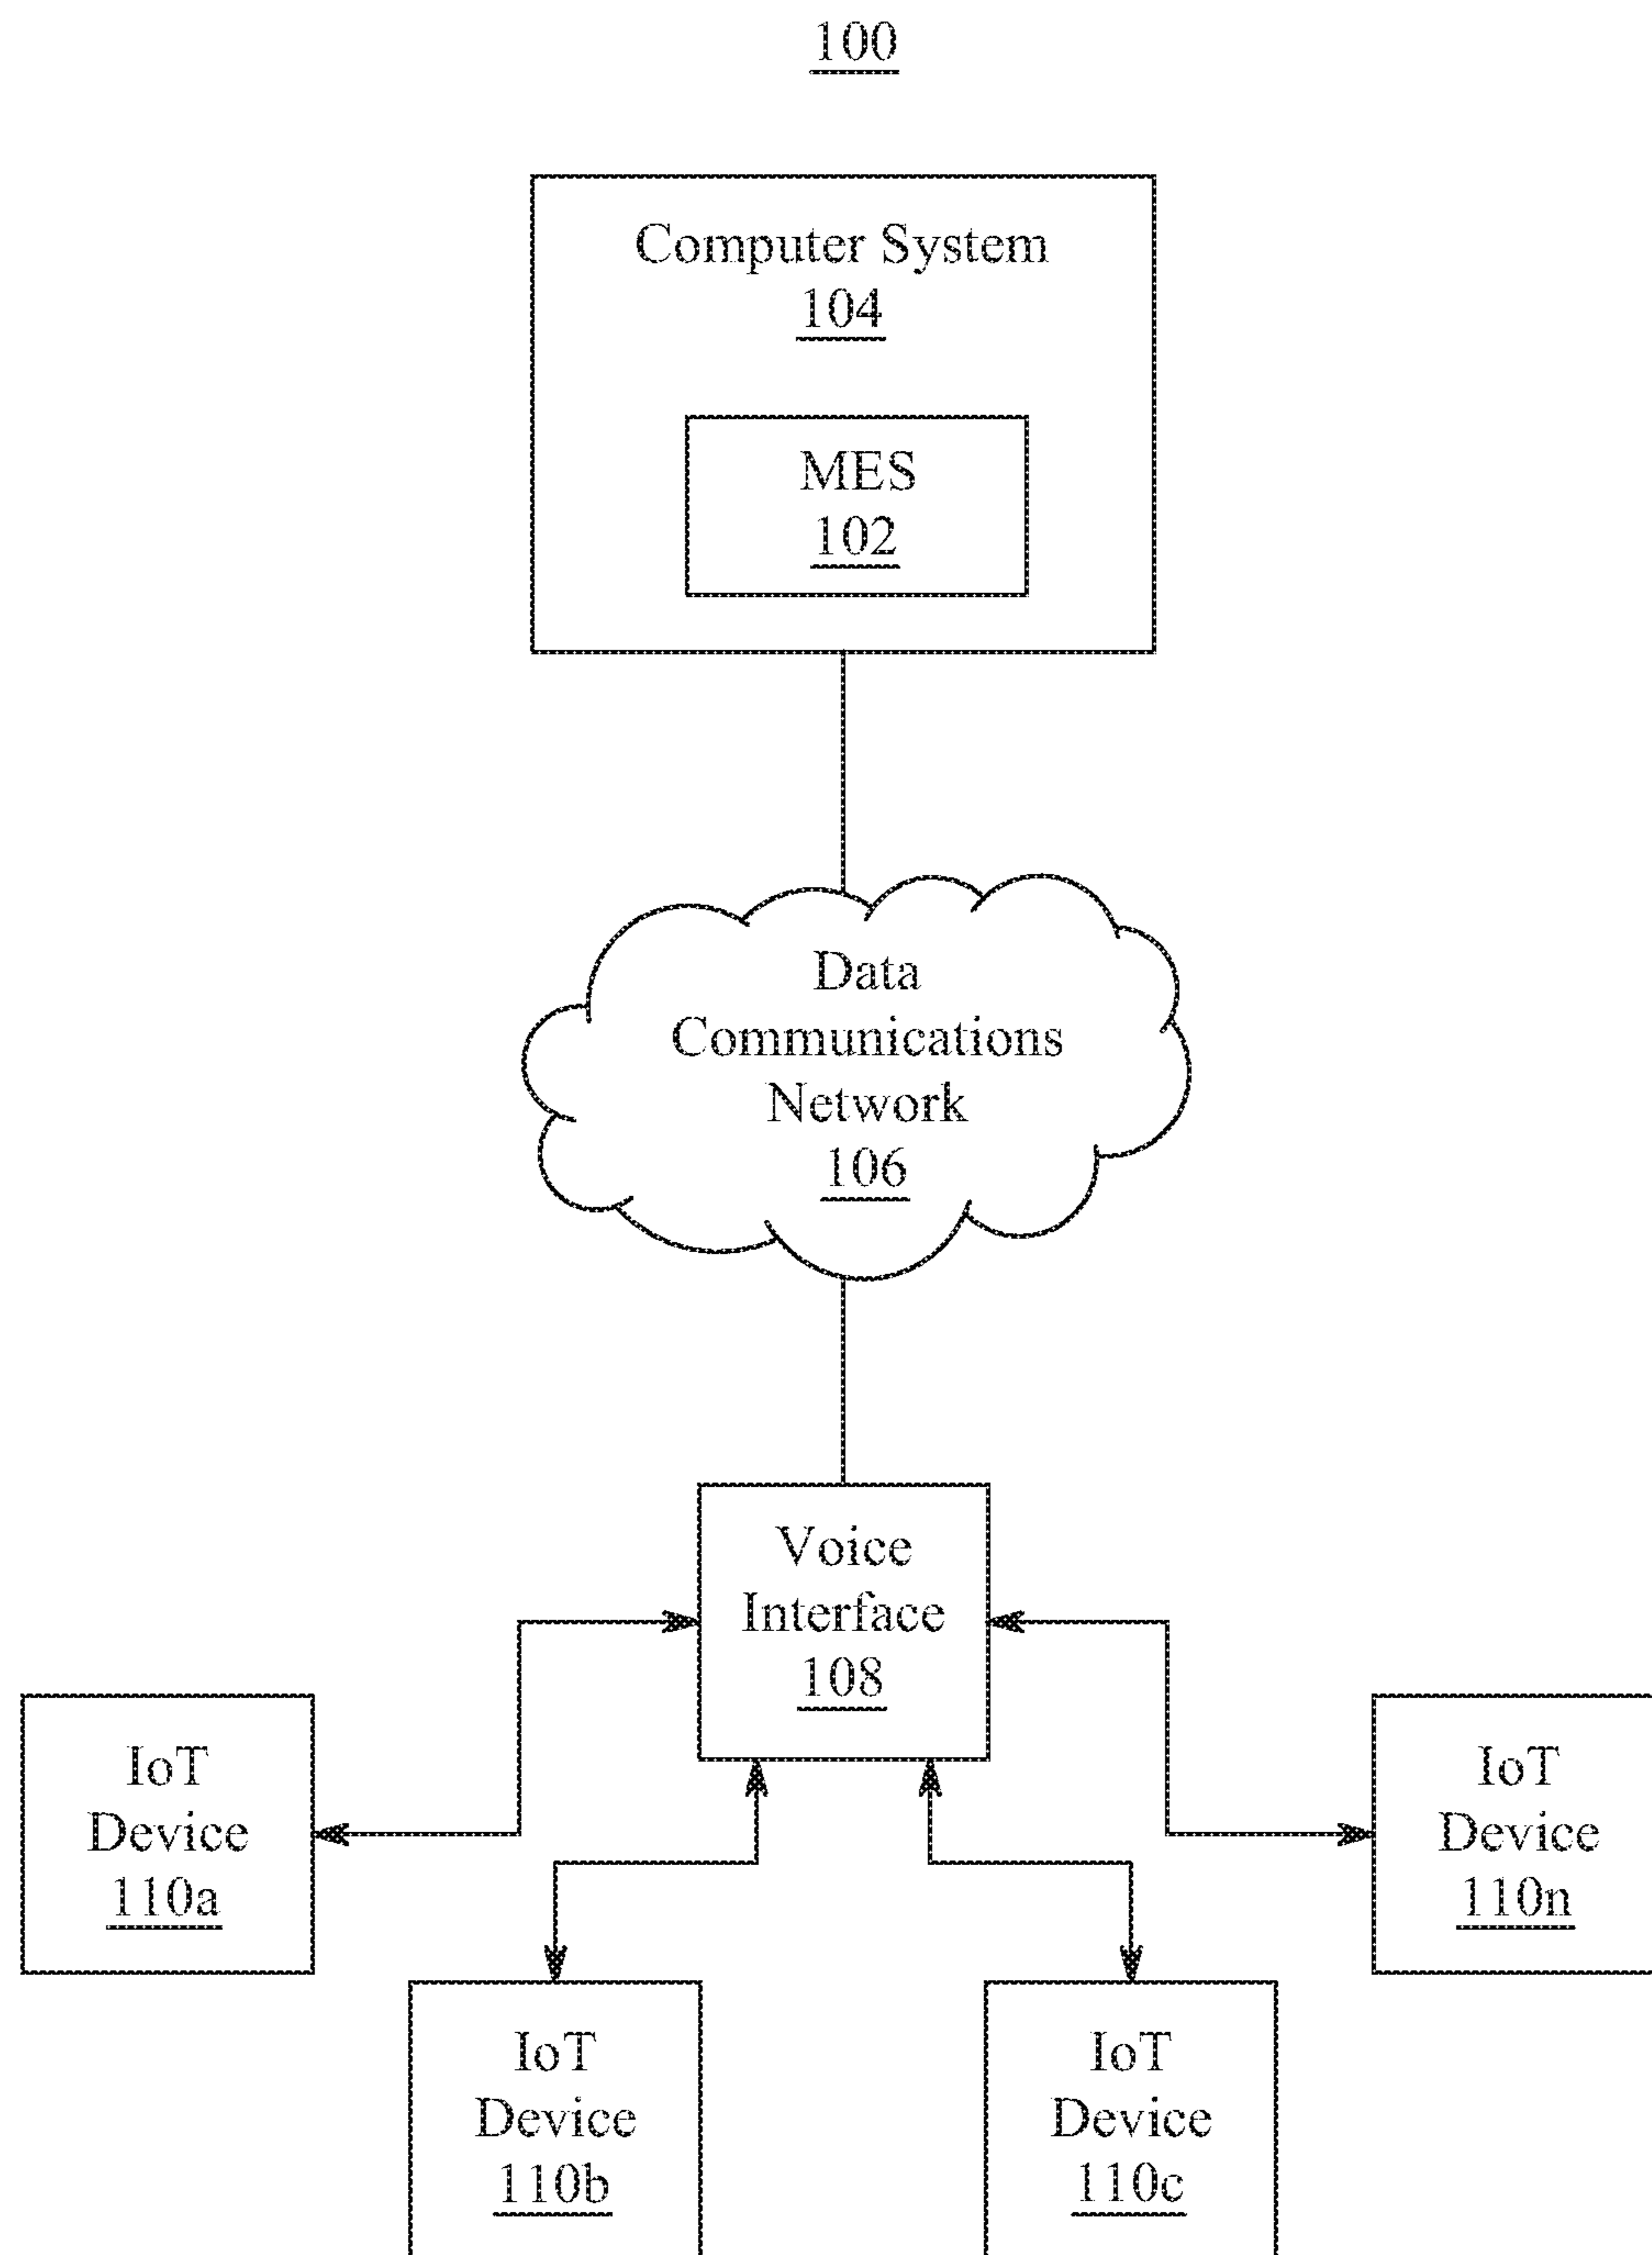 100
Computer System
104
MES
102
Data
Communications
Network
106
Voice
Interface
108
IoT
Device
110a
IoT
Device
110n
IoT
Device
110b
IoT
Device
110c